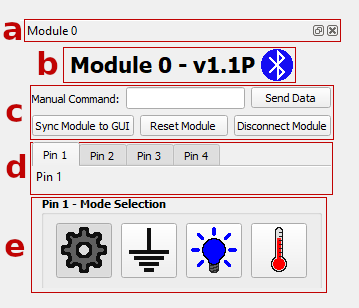 a Module 0
b Module 0 - v1.1P
c Manual Command: Send Data
Sync Module to GUI Reset Module Disconnect Module
d Pin 1 Pin 2 Pin 3 Pin 4
Pin 1
e Pin 1 - Mode Selection